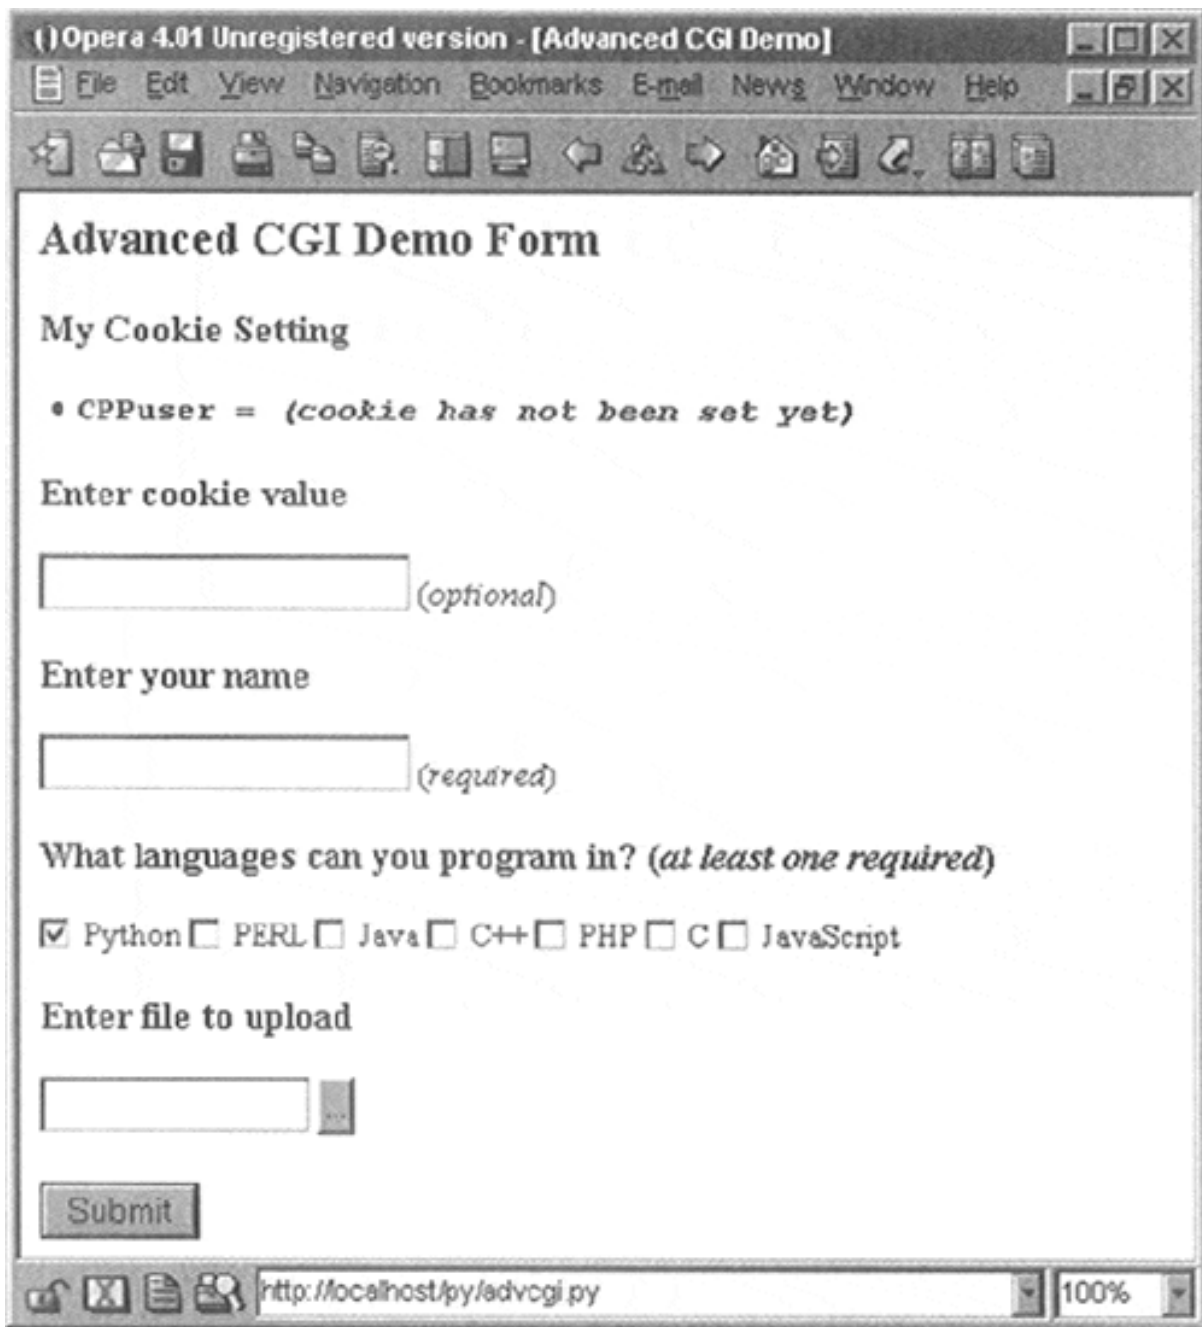 Opera 4.01 Unregistered version - [Advanced CGI Demo]
File Edit View Navigation Bookmarks E-mail News Window Help
Advanced CGI Demo Form
My Cookie Setting
CPPuser = (cookie has not been set yet)
Enter cookie value
(optional)
Enter your name
(required)
What languages can you program in? (at least one required)
Python PERL Java C++ PHP C JavaScript
Enter file to upload
...
Submit
http://localhost/py/advcgi.py 100%